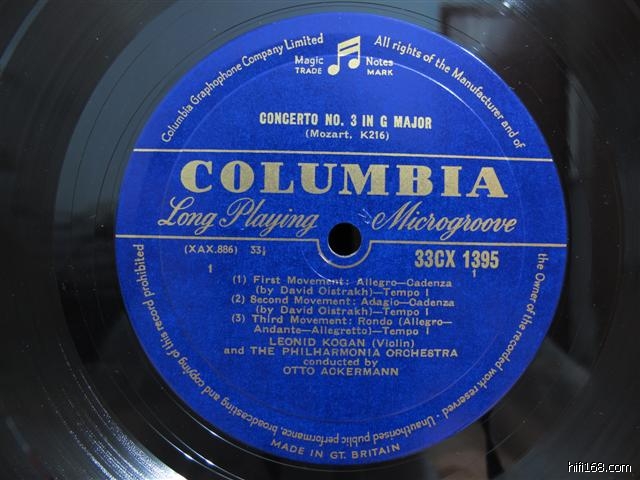 Columbia Graphophone Company Limited
Magic Notes
TRADE MARK
All rights of the Manufacturer and of
the Owner of the recorded work reserved · Unauthorised public performance, broadcasting and copying of this record prohibited
CONCERTO NO. 3 IN G MAJOR
(Mozart, K216)
COLUMBIA
Long Playing Microgroove
(XAX.886) 33⅓
33CX 1395
1
1
(1) First Movement: Allegro—Cadenza
(by David Oistrakh)—Tempo I
(2) Second Movement: Adagio—Cadenza
(by David Oistrakh)—Tempo I
(3) Third Movement: Rondo (Allegro—
Andante—Allegretto)—Tempo I
LEONID KOGAN (Violin)
and THE PHILHARMONIA ORCHESTRA
conducted by
OTTO ACKERMANN
MADE IN GT. BRITAIN
hifi168.com